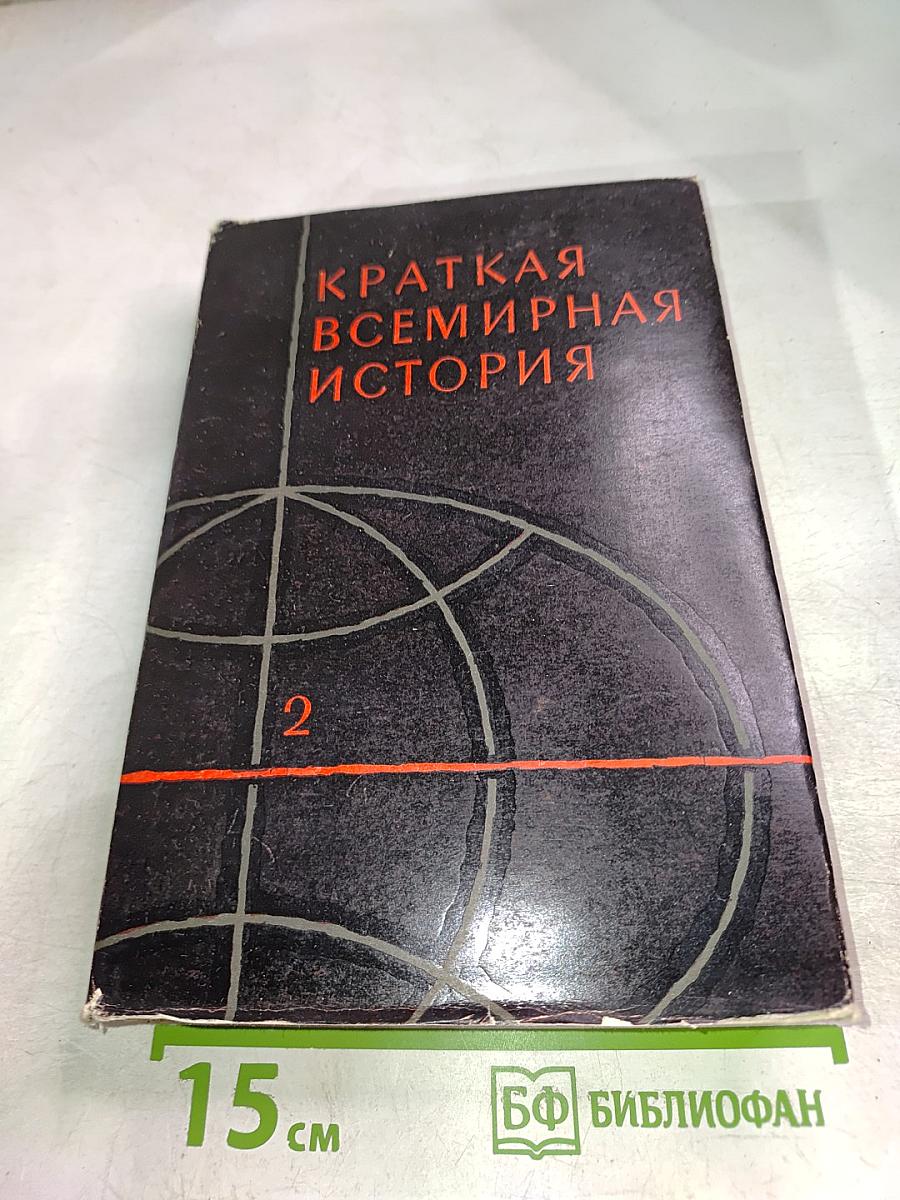 КРАТКАЯ
ВСЕМИРНАЯ
ИСТОРИЯ
2
15 см
БФ БИБЛИОФАН